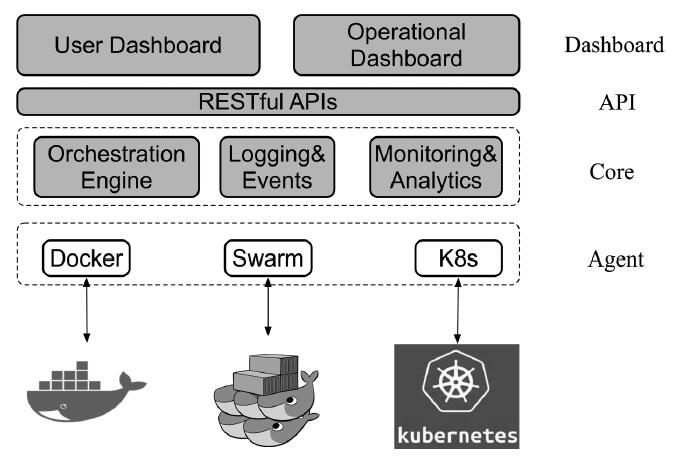 User Dashboard
Operational
Dashboard
Dashboard
RESTful APIs
API
Orchestration
Engine
Logging&
Events
Monitoring&
Analytics
Core
Docker
Swarm
K8s
Agent
kubernetes